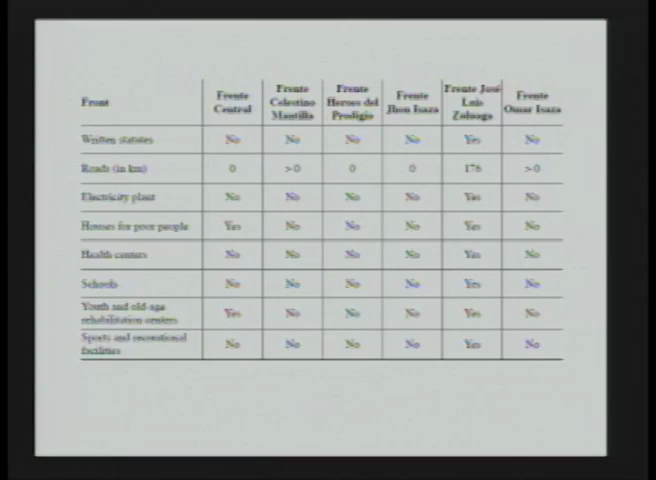 Front | Frente Central | Frente Celestino Mantilla | Frente Heroes del Prodigio | Frente Jhon Isaza | Frente José Luis Zuluaga | Frente Omar Isaza
Written statutes | No | No | No | No | Yes | No
Roads (in km) | 0 | >0 | 0 | 0 | 176 | >0
Electricity plant | No | No | No | No | Yes | No
Houses for poor people | Yes | No | No | No | Yes | No
Health centers | No | No | No | No | Yes | No
Schools | No | No | No | No | Yes | No
Youth and old-age rehabilitation centers | Yes | No | No | No | Yes | No
Sports and recreational facilities | No | No | No | No | Yes | No